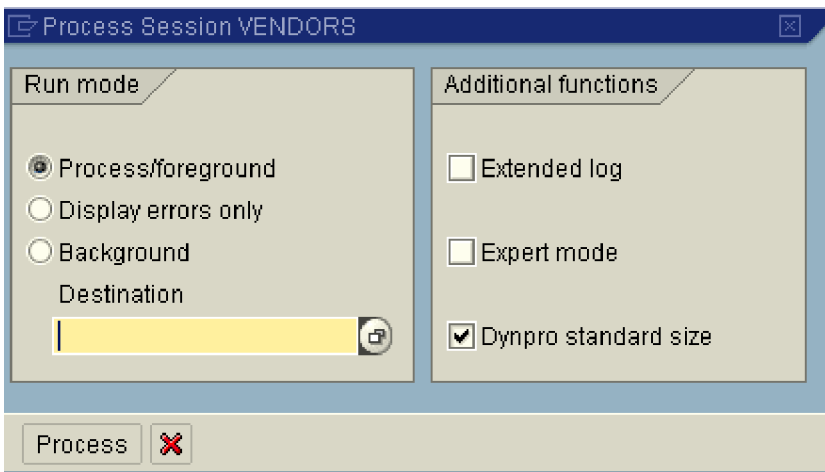 Process Session VENDORS
Run mode
Process/foreground
Display errors only
Background
Destination
Additional functions
Extended log
Expert mode
Dynpro standard size
Process